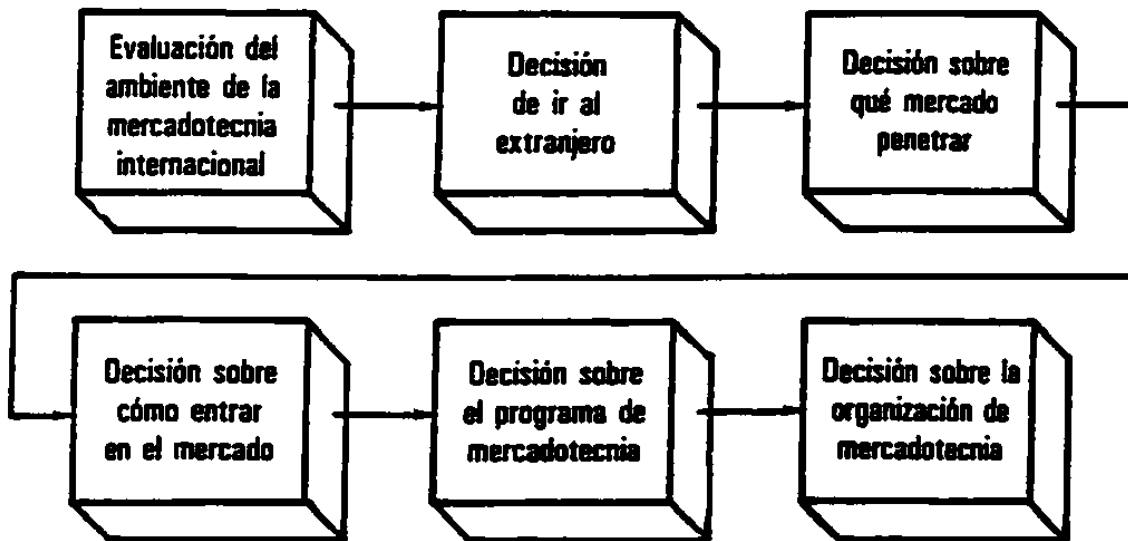 Evaluación del
ambiente de la
mercadotecnia
internacional
Decisión
de ir al
extranjero
Decisión sobre
qué mercado
penetrar
Decisión sobre
cómo entrar
en el mercado
Decisión sobre
el programa de
mercadotecnia
Decisión sobre la
organización de
mercadotecnia